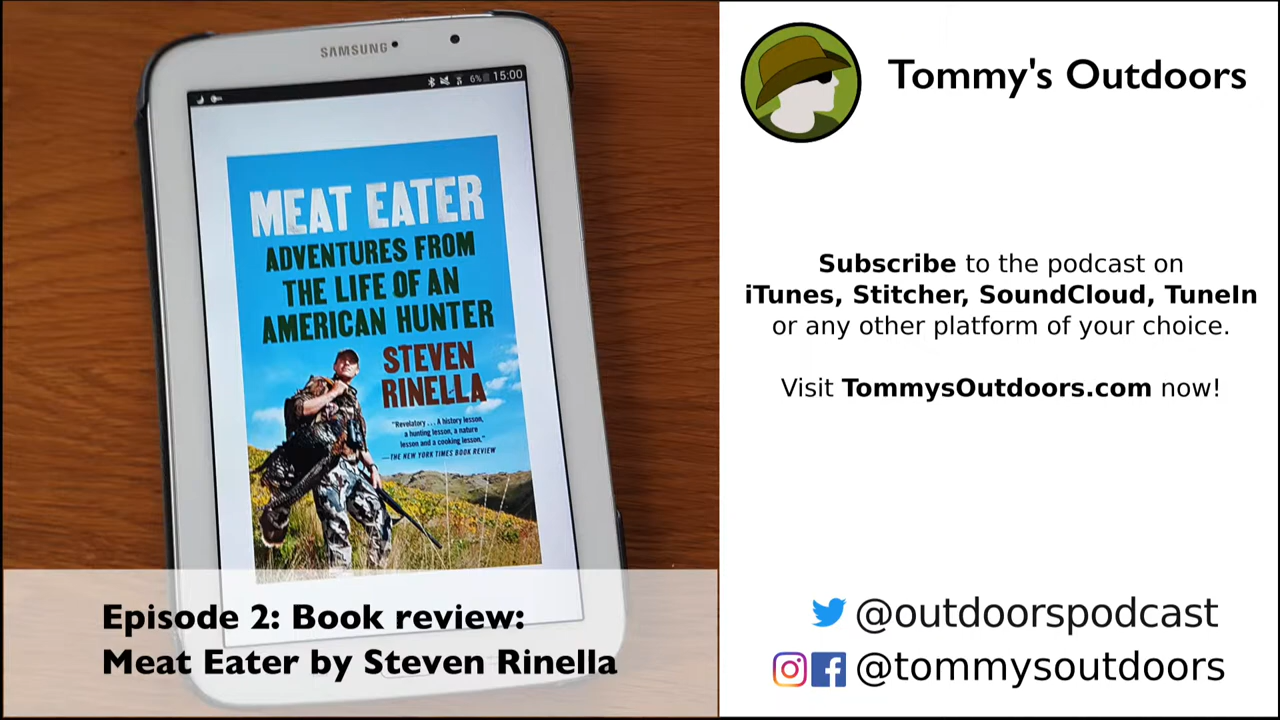 SAMSUNG
6% 15:00
MEAT EATER
ADVENTURES FROM
THE LIFE OF AN
AMERICAN HUNTER
STEVEN
RINELLA
"Revelatory . . . A history lesson,
a hunting lesson, a nature
lesson and a cooking lesson."
—THE NEW YORK TIMES BOOK REVIEW
Episode 2: Book review:
Meat Eater by Steven Rinella
Tommy's Outdoors
Subscribe to the podcast on
iTunes, Stitcher, SoundCloud, TuneIn
or any other platform of your choice.
Visit TommysOutdoors.com now!
@outdoorspodcast
@tommysoutdoors